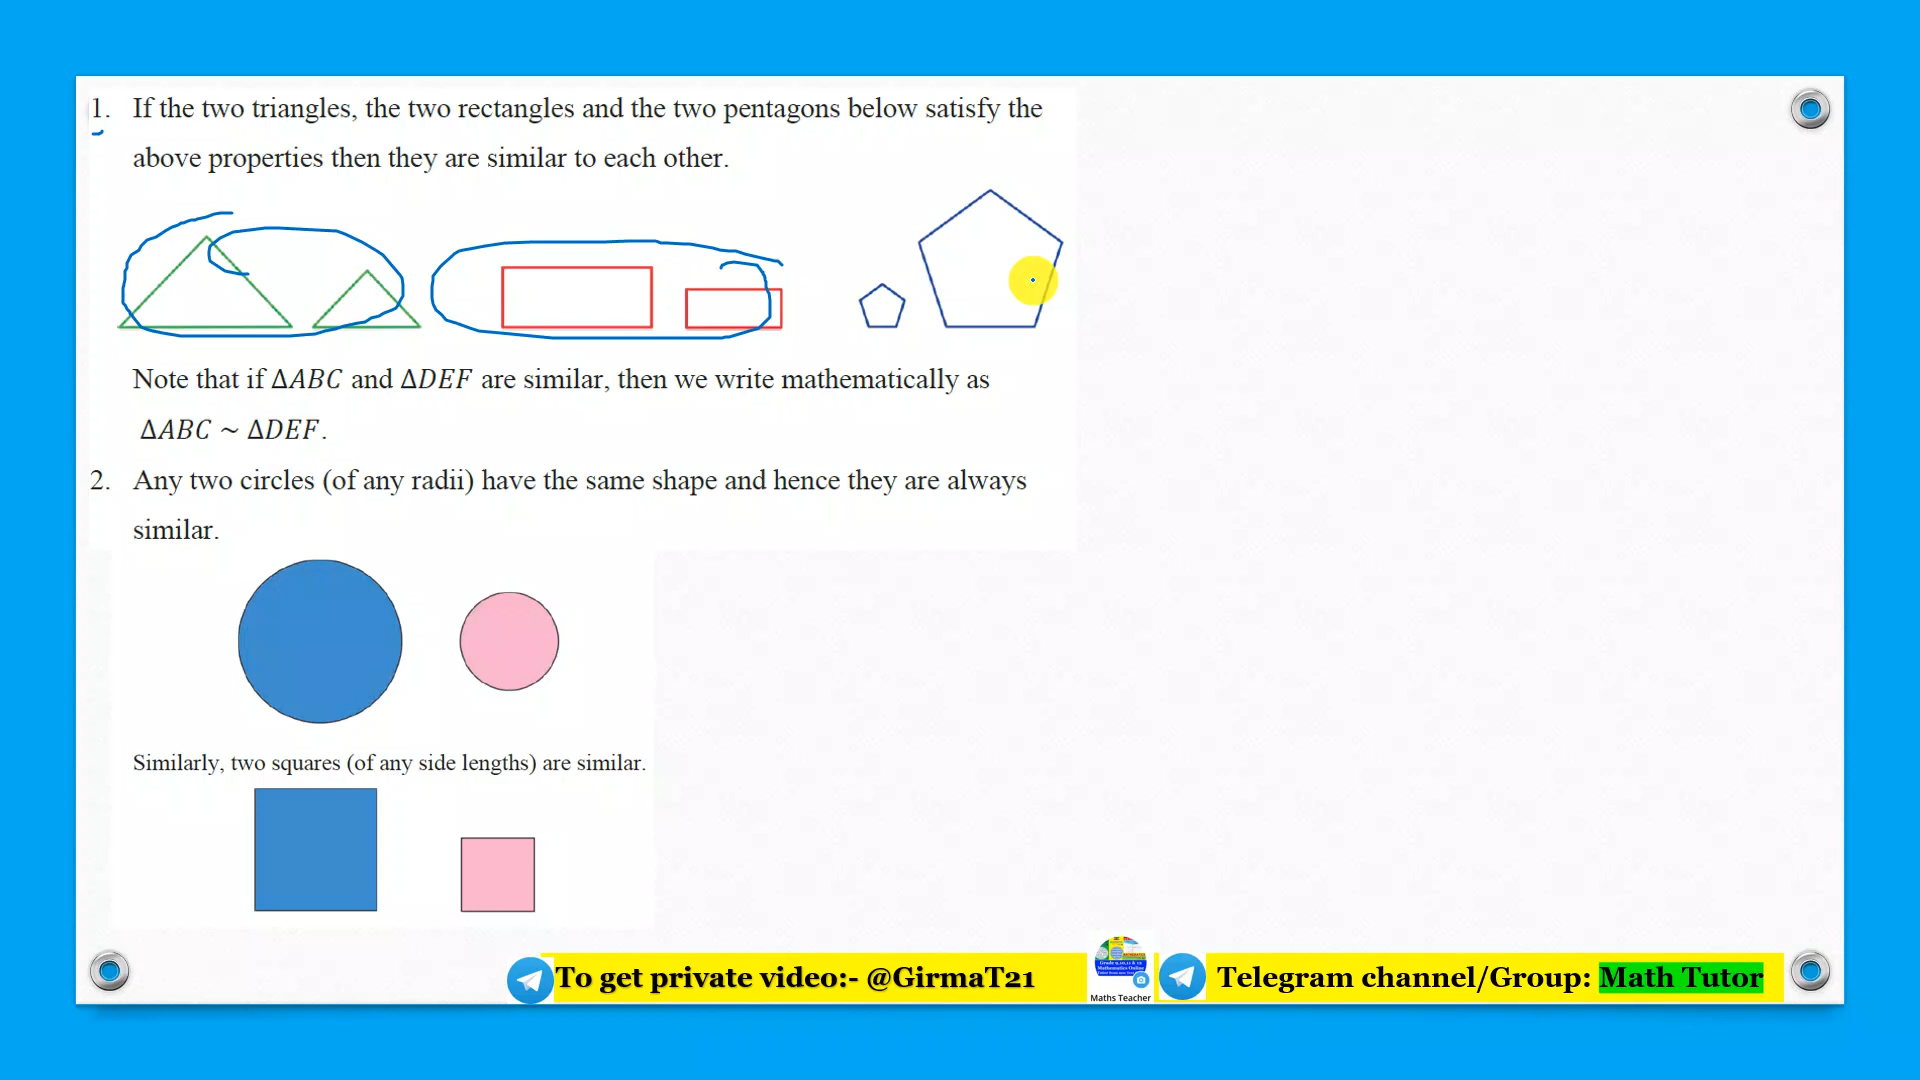 1. If the two triangles, the two rectangles and the two pentagons below satisfy the
above properties then they are similar to each other.
Note that if ΔABC and ΔDEF are similar, then we write mathematically as
ΔABC ~ ΔDEF.
2. Any two circles (of any radii) have the same shape and hence they are always
similar.
Similarly, two squares (of any side lengths) are similar.
To get private video:- @GirmaT21
Maths Teacher
Telegram channel/Group: Math Tutor